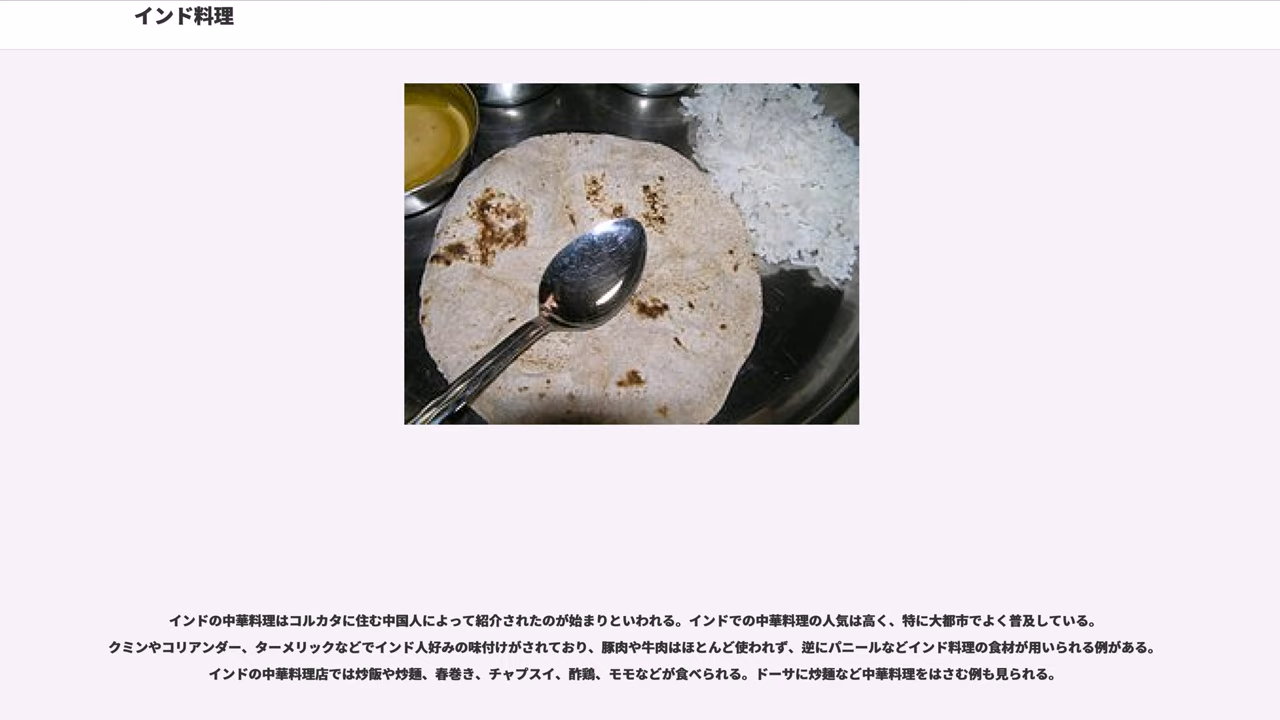 インド料理
インドの中華料理はコルカタに住む中国人によって紹介されたのが始まりといわれる。インドでの中華料理の人気は高く、特に大都市でよく普及している。
クミンやコリアンダー、ターメリックなどでインド人好みの味付けがされており、豚肉や牛肉はほとんど使われず、逆にパニールなどインド料理の食材が用いられる例がある。
インドの中華料理店では炒飯や炒麺、春巻き、チャプスイ、酢鶏、モモなどが食べられる。ドーサに炒麺など中華料理をはさむ例も見られる。